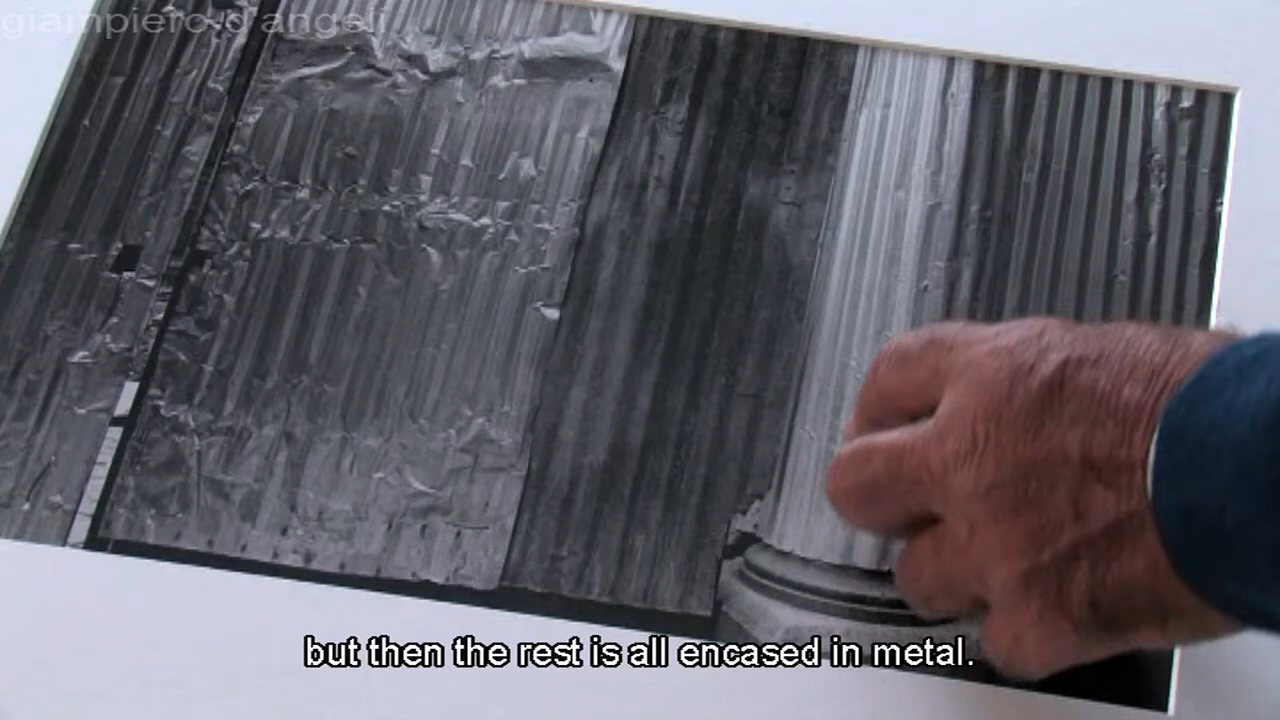 giampiero d'angeli
but then the rest is all encased in metal.